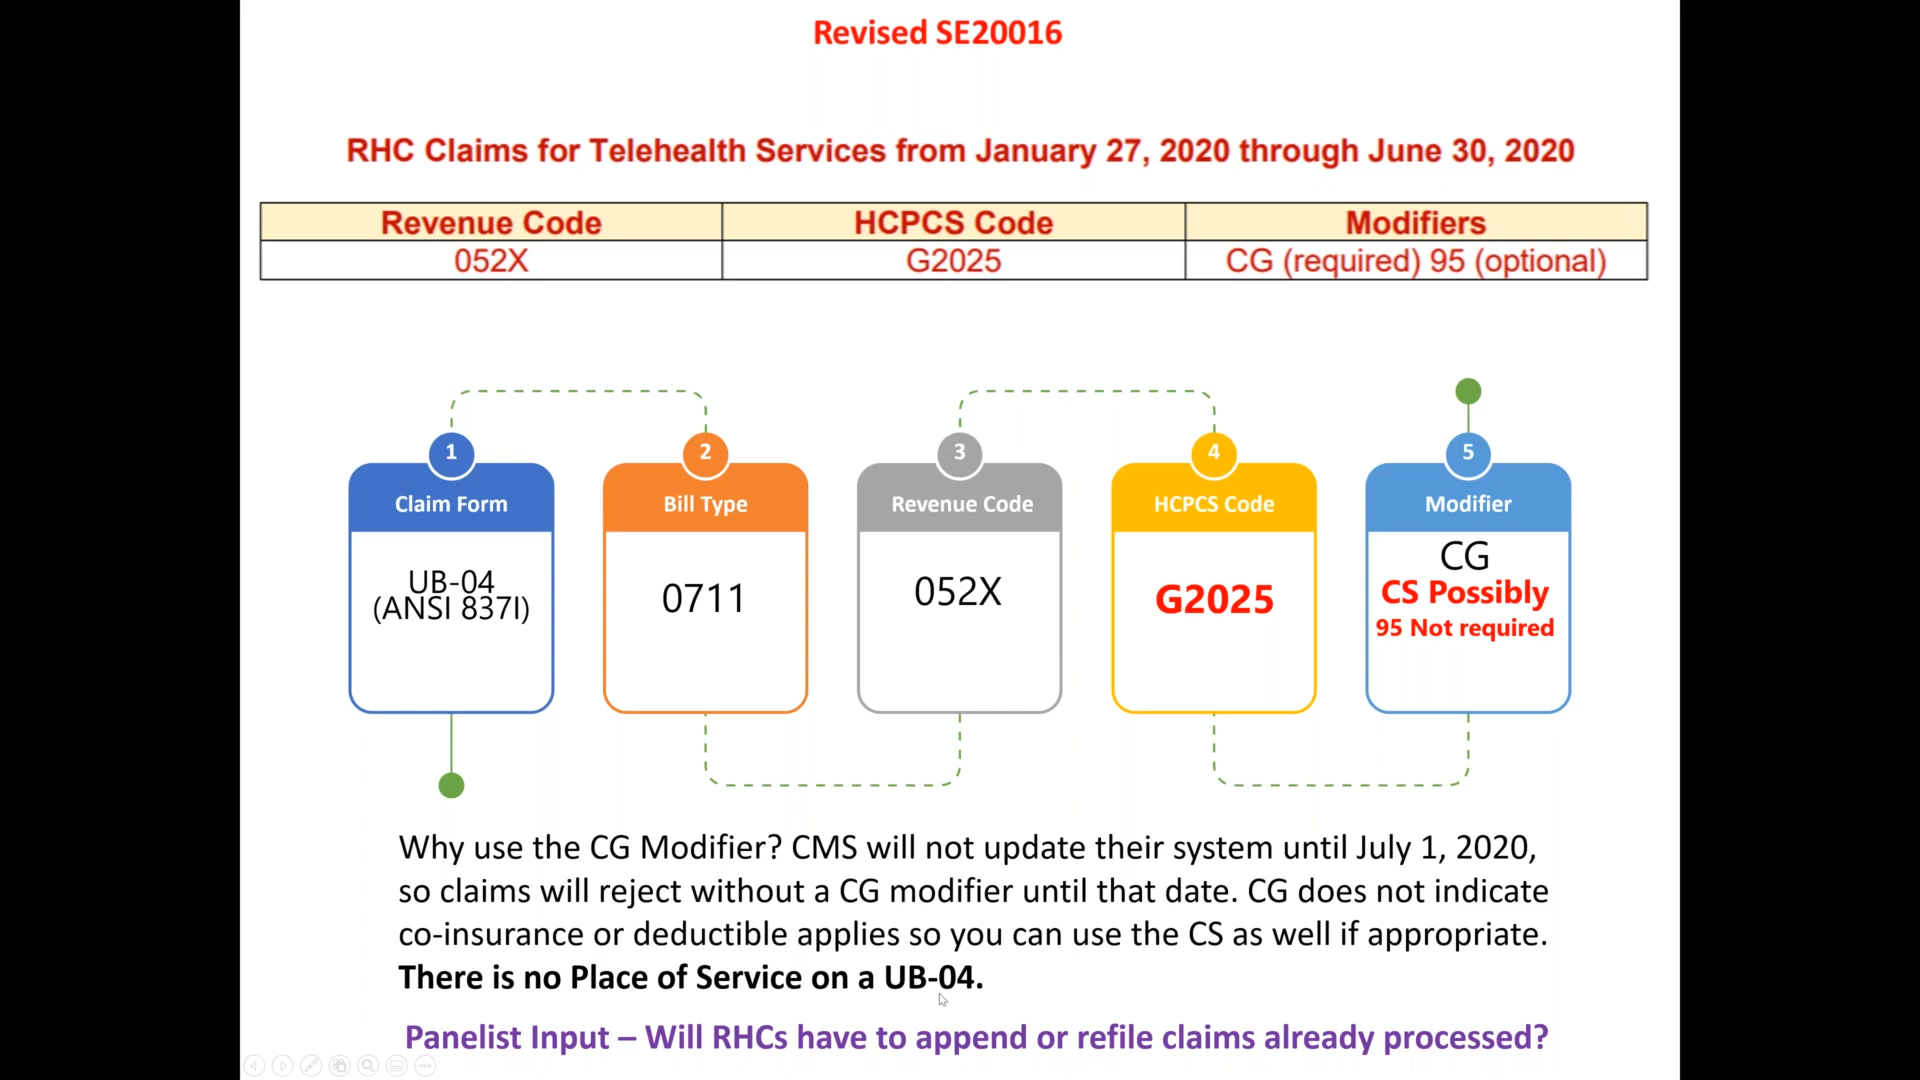 Revised SE20016
RHC Claims for Telehealth Services from January 27, 2020 through June 30, 2020
Revenue Code HCPCS Code Modifiers
052X G2025 CG (required) 95 (optional)
1
Claim Form
UB-04
(ANSI 837I)
2
Bill Type
0711
3
Revenue Code
052X
4
HCPCS Code
G2025
5
Modifier
CG
CS Possibly
95 Not required
Why use the CG Modifier? CMS will not update their system until July 1, 2020,
so claims will reject without a CG modifier until that date. CG does not indicate
co-insurance or deductible applies so you can use the CS as well if appropriate.
There is no Place of Service on a UB-04.
Panelist Input – Will RHCs have to append or refile claims already processed?